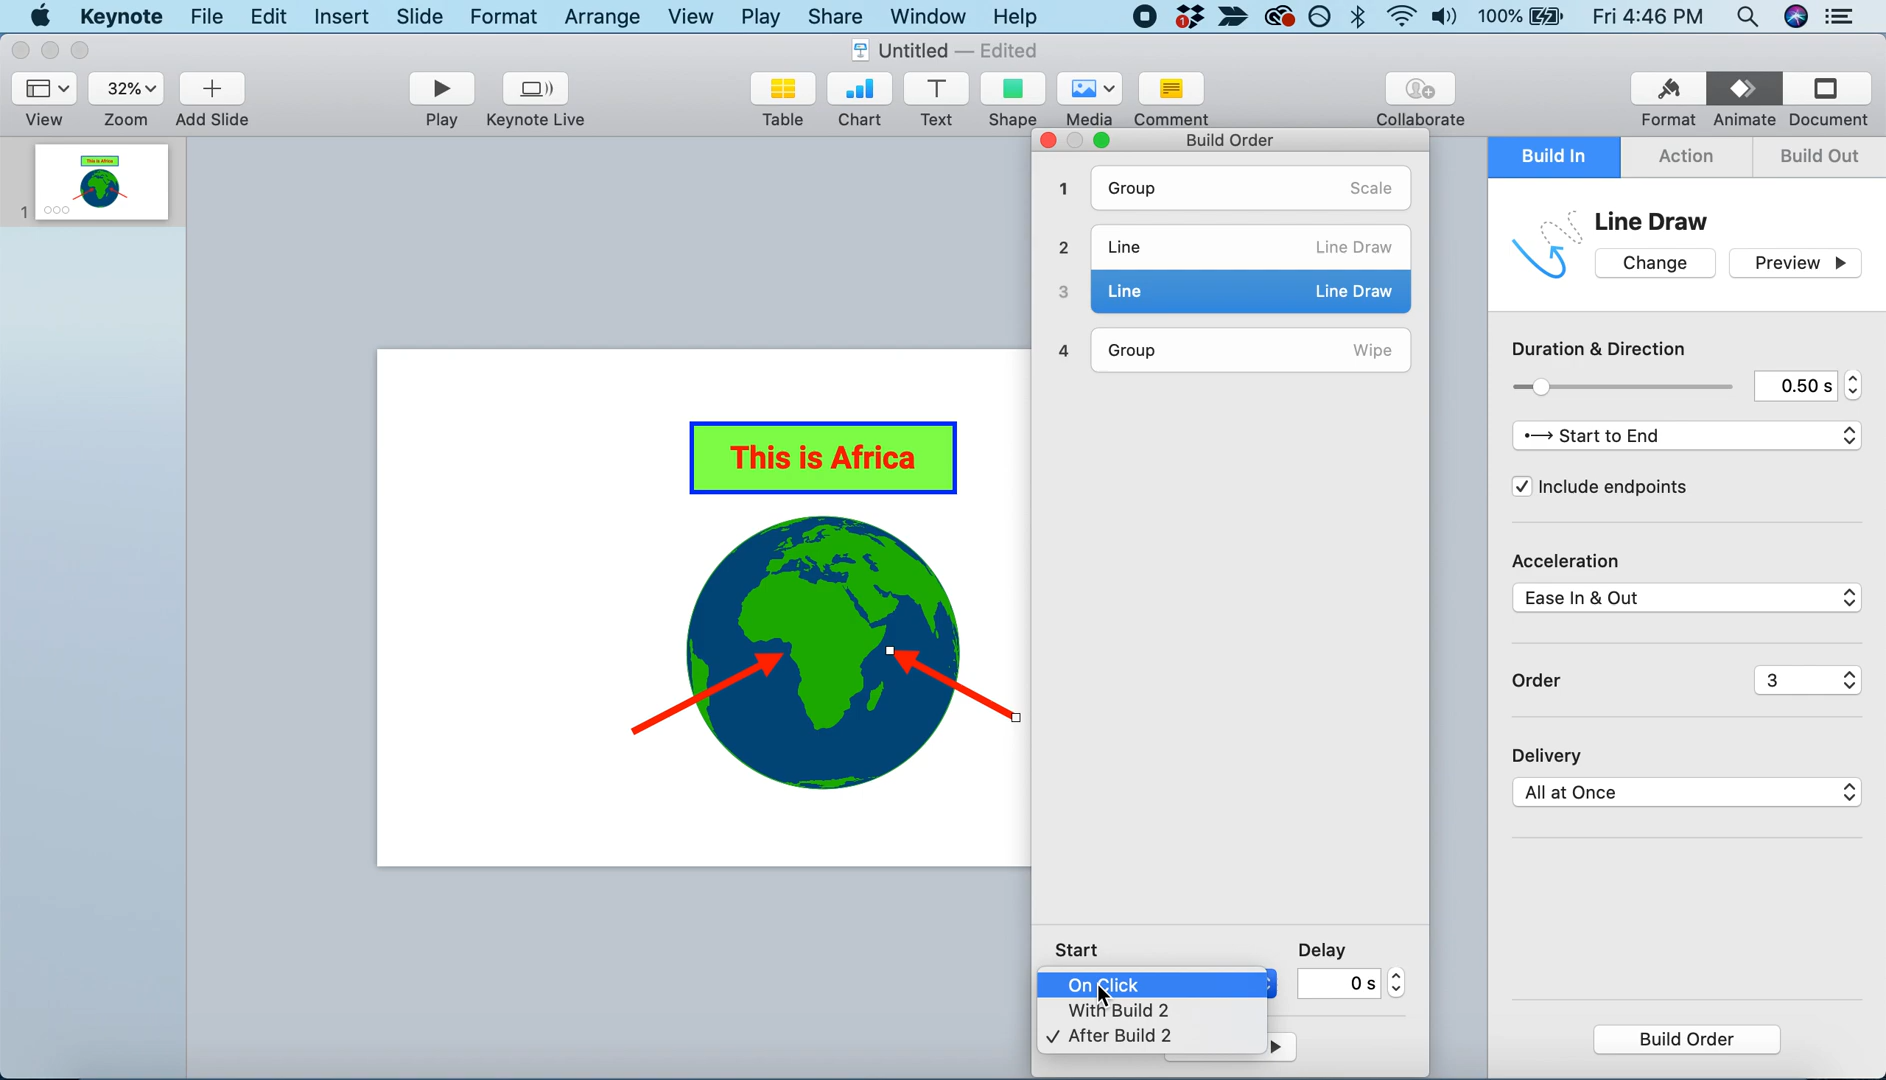 Keynote File Edit Insert Slide Format Arrange View Play Share Window Help 100% Fri 4:46 PM
Untitled — Edited
32%
View Zoom Add Slide Play Keynote Live Table Chart Text Shape Media Comment Collaborate Format Animate Document
Build Order
Build In Action Build Out
This is Africa
1
1 Group Scale
2 Line Line Draw
3 Line Line Draw
4 Group Wipe
Line Draw
Change Preview
Duration & Direction
0.50 s
Start to End
Include endpoints
Acceleration
Ease In & Out
Order 3
Delivery
All at Once
This is Africa
Start Delay
On Click 0 s
With Build 2
After Build 2
Build Order